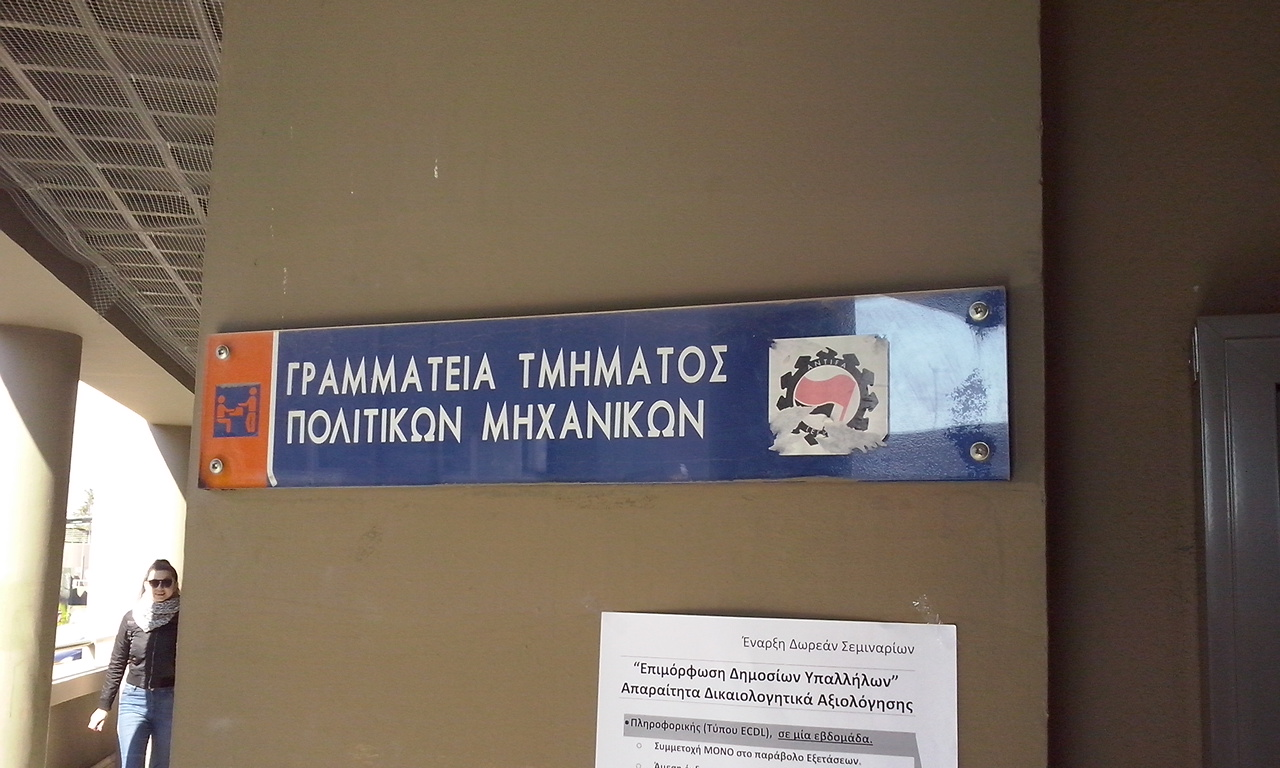 ΓΡΑΜΜΑΤΕΙΑ ΤΜΗΜΑΤΟΣ
ΠΟΛΙΤΙΚΩΝ ΜΗΧΑΝΙΚΩΝ
ANTIFA
Έναρξη Δωρεάν Σεμιναρίων
“Επιμόρφωση Δημοσίων Υπαλλήλων”
Απαραίτητα Δικαιολογητικά Αξιολόγησης
•Πληροφορικής (Τύπου ECDL), σε μία εβδομάδα.
○ Συμμετοχή ΜΟΝΟ στο παράβολο Εξετάσεων.